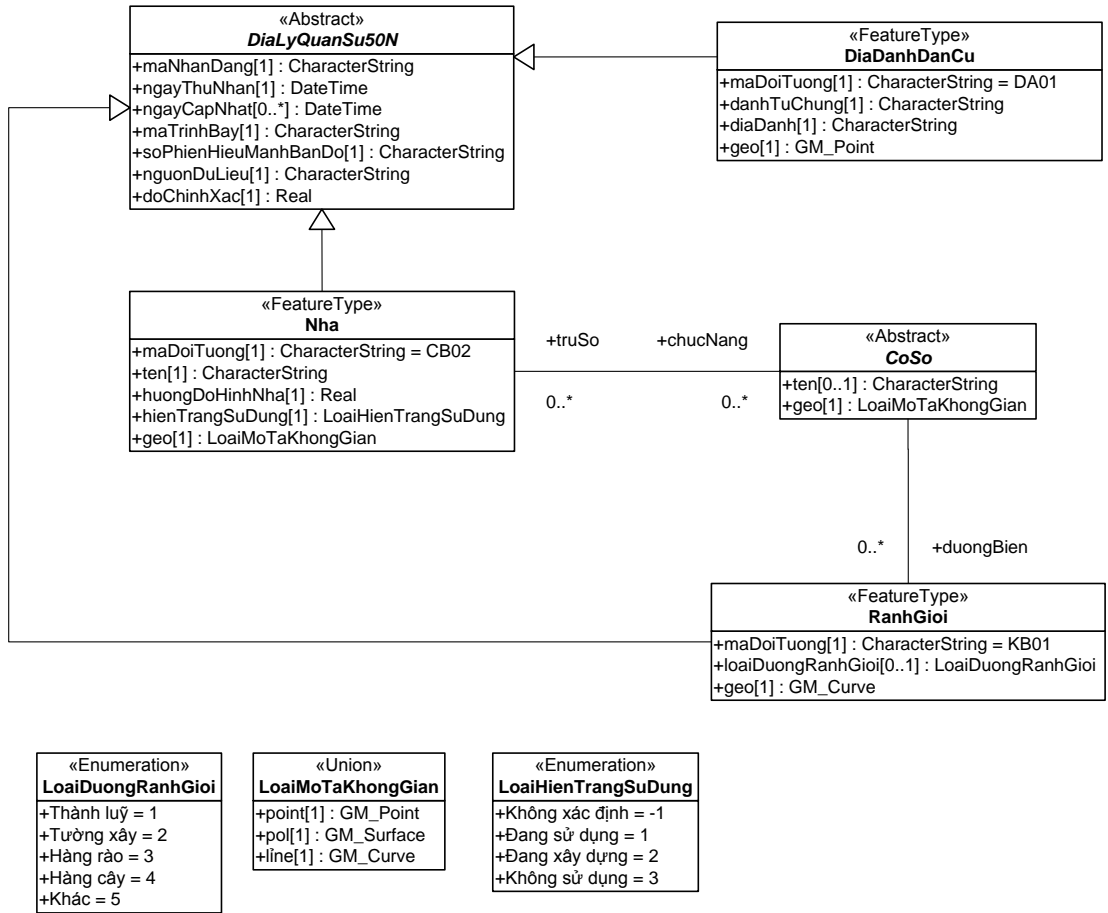 «Abstract»
DiaLyQuanSu50N
+maNhanDang[1] : CharacterString
+ngayThuNhan[1] : DateTime
+ngayCapNhat[0..*] : DateTime
+maTrinhBay[1] : CharacterString
+soPhienHieuManhBanDo[1] : CharacterString
+nguonDuLieu[1] : CharacterString
+doChinhXac[1] : Real
«FeatureType»
DiaDanhDanCu
+maDoiTuong[1] : CharacterString = DA01
+danhTuChung[1] : CharacterString
+diaDanh[1] : CharacterString
+geo[1] : GM_Point
«FeatureType»
Nha
+maDoiTuong[1] : CharacterString = CB02
+ten[1] : CharacterString
+huongDoHinhNha[1] : Real
+hienTrangSuDung[1] : LoaiHienTrangSuDung
+geo[1] : LoaiMoTaKhongGian
+truSo
+chucNang
0..*
0..*
«Abstract»
CoSo
+ten[0..1] : CharacterString
+geo[1] : LoaiMoTaKhongGian
0..*
+duongBien
«FeatureType»
RanhGioi
+maDoiTuong[1] : CharacterString = KB01
+loaiDuongRanhGioi[0..1] : LoaiDuongRanhGioi
+geo[1] : GM_Curve
«Enumeration»
LoaiDuongRanhGioi
+Thành luỹ = 1
+Tường xây = 2
+Hàng rào = 3
+Hàng cây = 4
+Khác = 5
«Union»
LoaiMoTaKhongGian
+point[1] : GM_Point
+pol[1] : GM_Surface
+lỉne[1] : GM_Curve
«Enumeration»
LoaiHienTrangSuDung
+Không xác định = -1
+Đang sử dụng = 1
+Đang xây dựng = 2
+Không sử dụng = 3